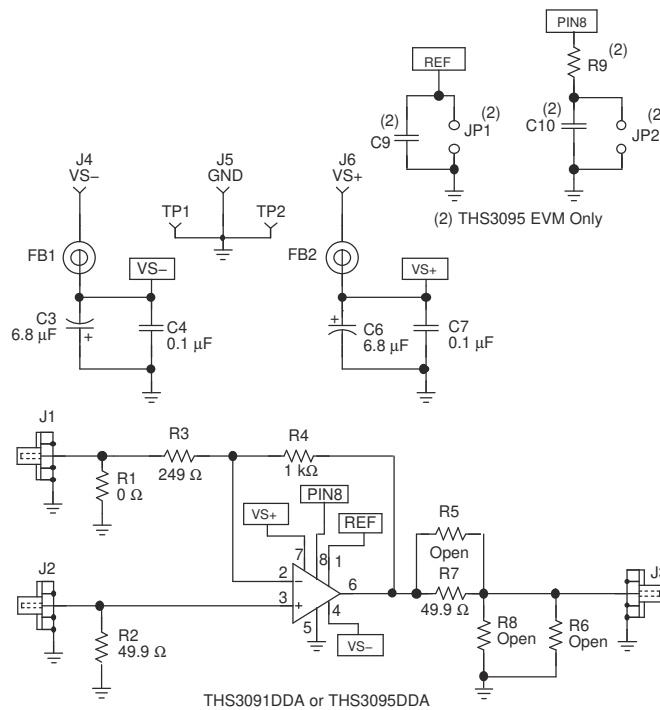 PIN8
REF
R9
(2)
(2)
C9
(2)
JP1
(2)
C10
(2)
JP2
J4
VS−
J5
GND
J6
VS+
TP1
TP2
(2) THS3095 EVM Only
FB1
VS−
FB2
VS+
C3
6.8 µF
+
C4
0.1 µF
+
C6
6.8 µF
C7
0.1 µF
J1
R3
249 Ω
R4
1 kΩ
R1
0 Ω
VS+
PIN8
REF
7
8
1
2
−
3
+
6
5
4
VS−
R5
Open
R7
49.9 Ω
J2
R2
49.9 Ω
R8
Open
R6
Open
THS3091DDA or THS3095DDA